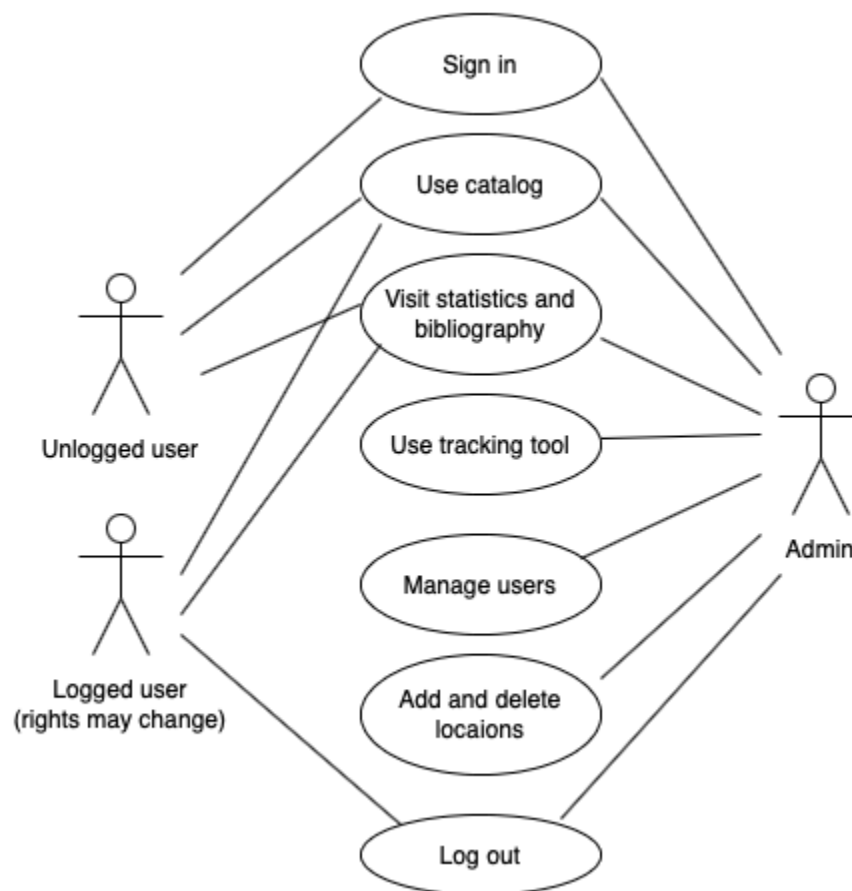 Sign in
Use catalog
Visit statistics and
bibliography
Unlogged user
Use tracking tool
Admin
Manage users
Logged user
(rights may change)
Add and delete
locaions
Log out